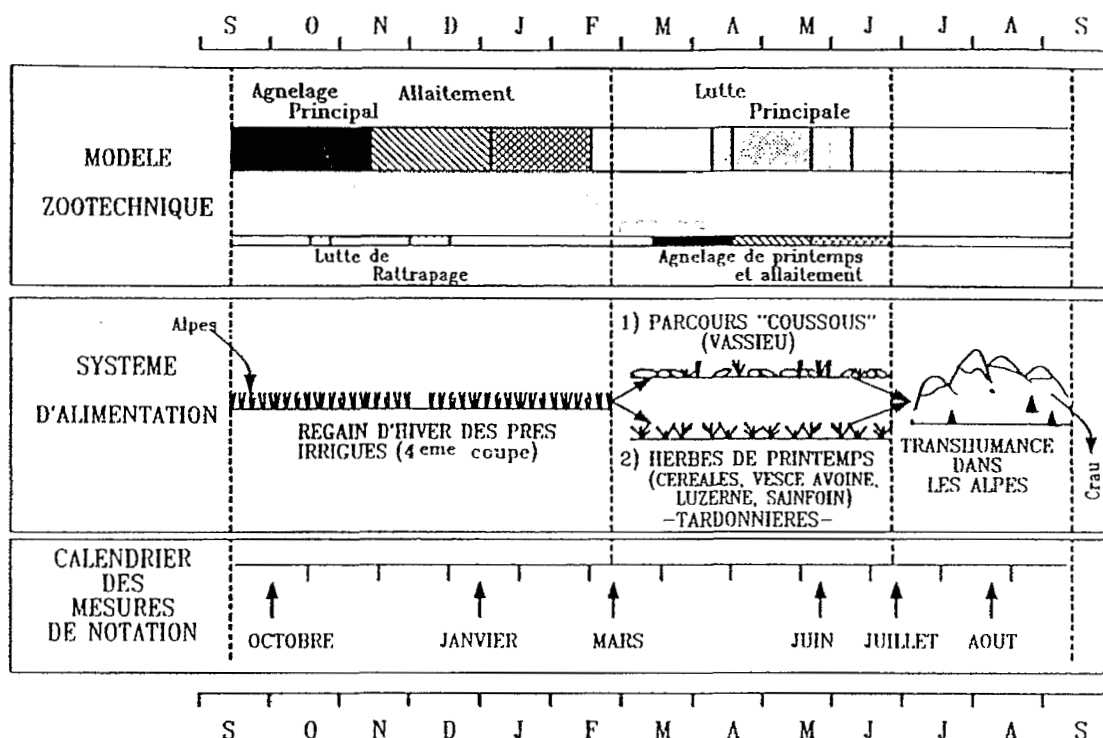 S O N D J F M A M J J A S
Agnelage
Principal
Allaitement
Lutte
Principale
MODELE
ZOOTECHNIQUE
Lutte de
Rattrapage
Agnelage de printemps
et allaitement
Alpes
SYSTEME
D'ALIMENTATION
REGAIN D'HIVER DES PRES
IRRIGUES (4eme coupe)
1) PARCOURS "COUSSOUS"
(VASSIEU)
2) HERBES DE PRINTEMPS
(CEREALES, VESCE AVOINE,
LUZERNE, SAINFOIN)
-TARDONNIERES-
TRANSHUMANCE
DANS
LES ALPES
Crau
CALENDRIER
DES
MESURES
DE NOTATION
OCTOBRE JANVIER MARS JUIN JUILLET AOUT
S O N D J F M A M J J A S